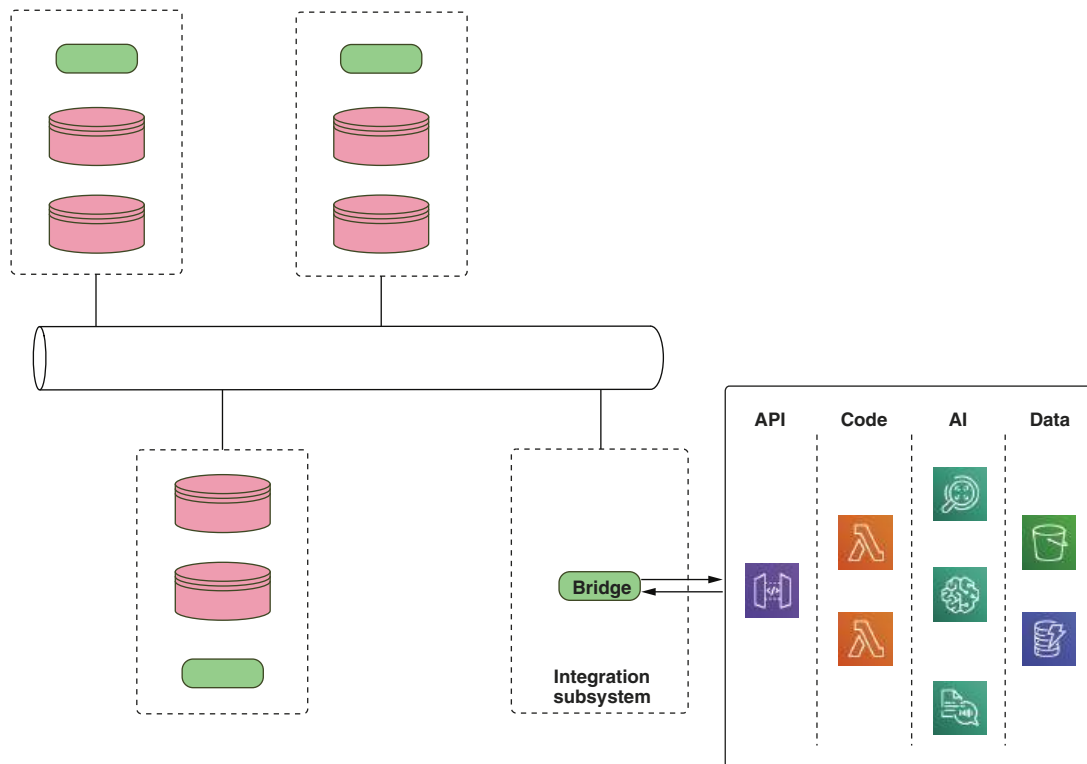 API
Code
AI
Data
Bridge
Integration
subsystem